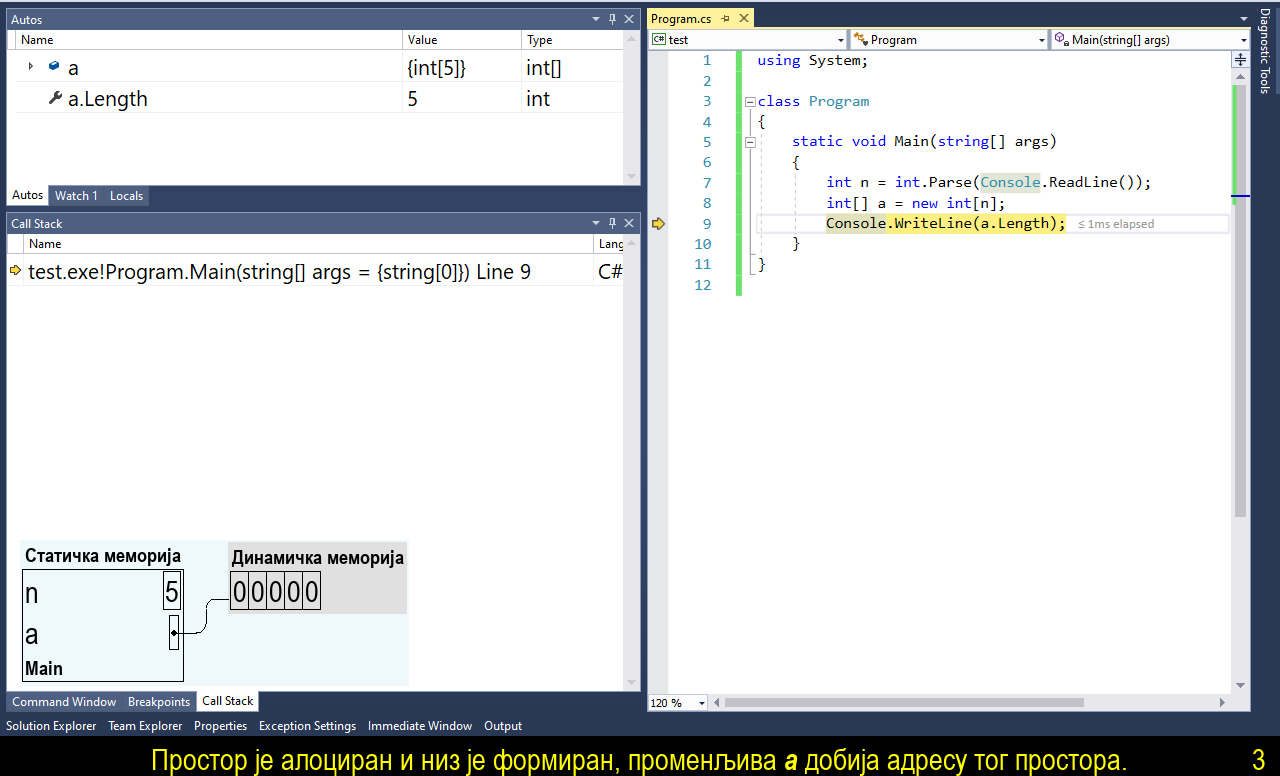 Autos
Name Value Type
a {int[5]} int[]
a.Length 5 int
Autos Watch 1 Locals
Call Stack
Name Lang
test.exe!Program.Main(string[] args = {string[0]}) Line 9 C#
Статичка меморија
Динамичка меморија
n 5
0 0 0 0 0
a
Main
Command Window Breakpoints Call Stack
Solution Explorer Team Explorer Properties Exception Settings Immediate Window Output
Program.cs
C# test Program Main(string[] args)
1 using System;
2
3 class Program
4 {
5 static void Main(string[] args)
6 {
7 int n = int.Parse(Console.ReadLine());
8 int[] a = new int[n];
9 Console.WriteLine(a.Length); ≤ 1ms elapsed
10 }
11 }
12
120 %
Diagnostic Tools
Простор је алоциран и низ је формиран, променљива a добија адресу тог простора. 3